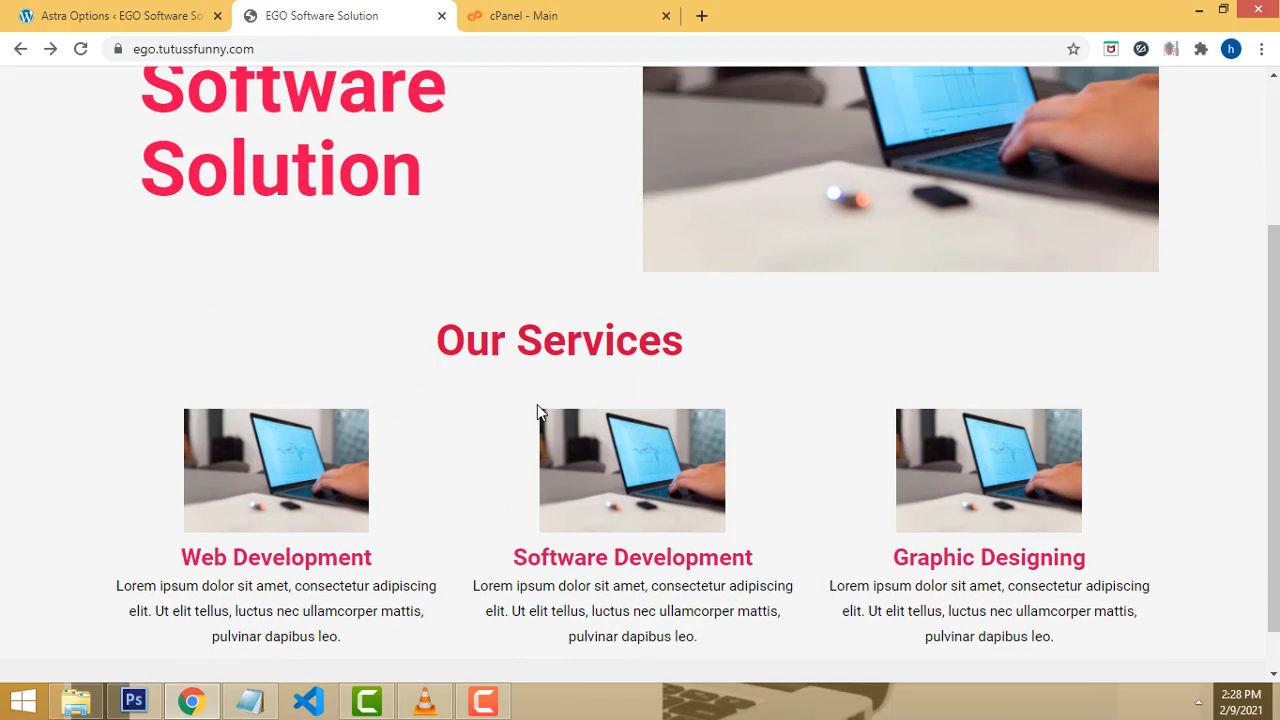 Astra Options ‹ EGO Software So
EGO Software Solution
cPanel - Main
ego.tutussfunny.com
h
Software
Solution
Our Services
Web Development
Lorem ipsum dolor sit amet, consectetur adipiscing
elit. Ut elit tellus, luctus nec ullamcorper mattis,
pulvinar dapibus leo.
Software Development
Lorem ipsum dolor sit amet, consectetur adipiscing
elit. Ut elit tellus, luctus nec ullamcorper mattis,
pulvinar dapibus leo.
Graphic Designing
Lorem ipsum dolor sit amet, consectetur adipiscing
elit. Ut elit tellus, luctus nec ullamcorper mattis,
pulvinar dapibus leo.
Ps
2:28 PM
2/9/2021